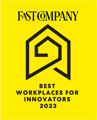 FAST COMPANY
BEST
WORKPLACES FOR
INNOVATORS
2023